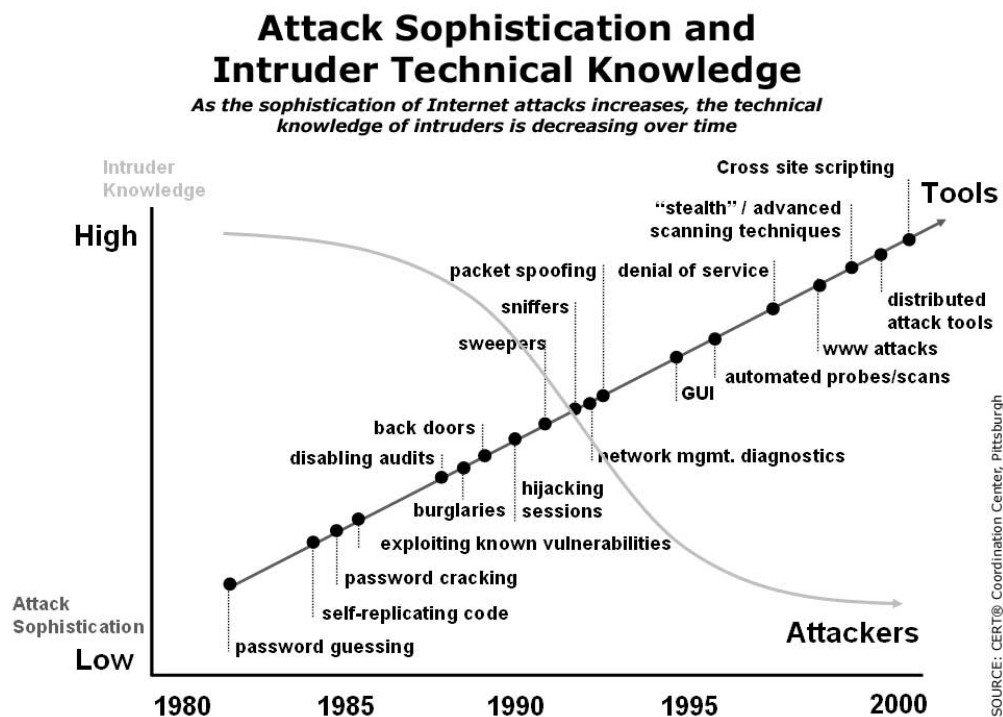 Attack Sophistication and
Intruder Technical Knowledge
As the sophistication of Internet attacks increases, the technical
knowledge of intruders is decreasing over time
Intruder
Knowledge
High
Cross site scripting
Tools
“stealth” / advanced
scanning techniques
packet spoofing
denial of service
sniffers
distributed
attack tools
sweepers
www attacks
automated probes/scans
GUI
back doors
disabling audits
network mgmt. diagnostics
hijacking
sessions
burglaries
exploiting known vulnerabilities
password cracking
self-replicating code
Attack
Sophistication
Attackers
password guessing
Low
1980
1985
1990
1995
2000
SOURCE: CERT® Coordination Center, Pittsburgh